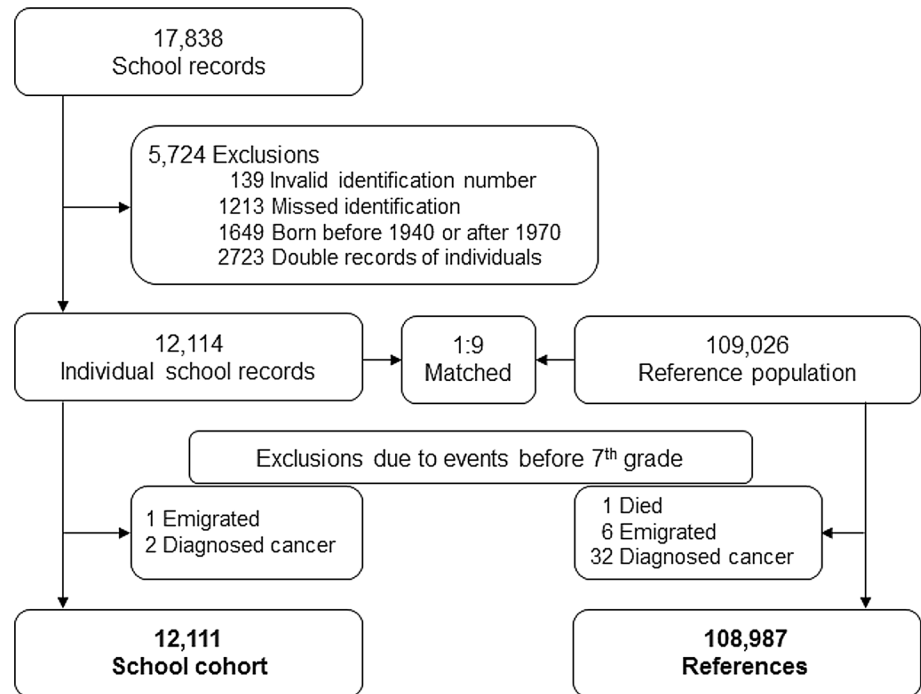 17,838
School records
5,724 Exclusions
139 Invalid identification number
1213 Missed identification
1649 Born before 1940 or after 1970
2723 Double records of individuals
12,114
Individual school records
1:9
Matched
109,026
Reference population
Exclusions due to events before 7th grade
1 Emigrated
2 Diagnosed cancer
1 Died
6 Emigrated
32 Diagnosed cancer
12,111
School cohort
108,987
References